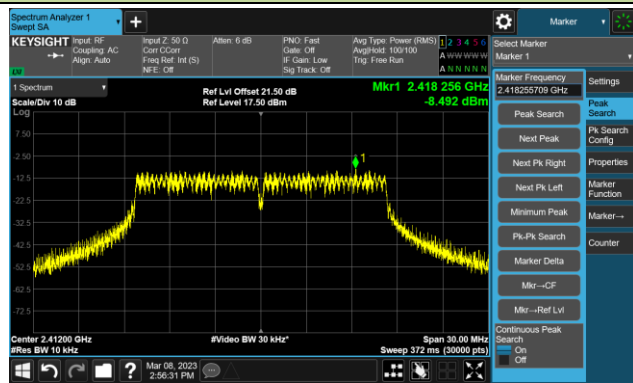 Spectrum Analyzer 1
Swept SA
Marker
KEYSIGHT
Input: RF
Coupling: AC
Align: Auto
Input Z: 50 Ω
Corr CCorr
Freq Ref: Int (S)
NFE: Off
Atten: 6 dB
PNO: Fast
Gate: Off
IF Gain: Low
Sig Track: Off
Avg Type: Power (RMS)
Avg|Hold: 100/100
Trig: Free Run
1 2 3 4 5 6
A W W W W W
A N N N N N
Select Marker
Marker 1
1 Spectrum
Scale/Div 10 dB
Log
Ref Lvl Offset 21.50 dB
Ref Level 17.50 dBm
Mkr1 2.418 256 GHz
-8.492 dBm
7.50
-2.50
-12.5
-22.5
-32.5
-42.5
-52.5
-62.5
-72.5
1
Center 2.41200 GHz
#Res BW 10 kHz
#Video BW 30 kHz*
Span 30.00 MHz
Sweep 372 ms (30000 pts)
Marker Frequency
2.418255709 GHz
Peak Search
Next Peak
Next Pk Right
Next Pk Left
Minimum Peak
Pk-Pk Search
Marker Delta
Mkr→CF
Mkr→Ref Lvl
Continuous Peak
Search
On
Off
Settings
Peak
Search
Pk Search
Config
Properties
Marker
Function
Marker→
Counter
?
Mar 08, 2023
2:56:31 PM